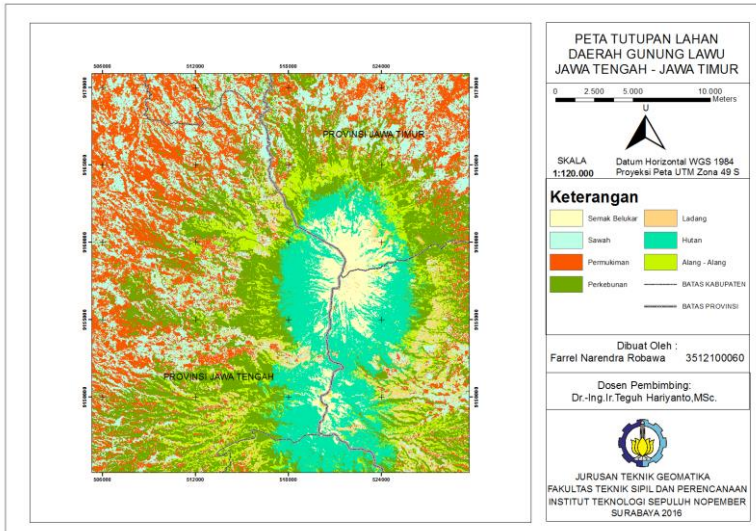 PETA TUTUPAN LAHAN
DAERAH GUNUNG LAWU
JAWA TENGAH - JAWA TIMUR
0 2.500 5.000 10.000
Meters
U
SKALA
1:120.000
Datum Horizontal WGS 1984
Proyeksi Peta UTM Zona 49 S
Keterangan
Semak Belukar
Ladang
Sawah
Hutan
Permukiman
Alang - Alang
Perkebunan
BATAS KABUPATEN
BATAS PROVINSI
Dibuat Oleh :
Farrel Narendra Robawa 3512100060
Dosen Pembimbing:
Dr.-Ing.Ir.Teguh Hariyanto,MSc.
JURUSAN TEKNIK GEOMATIKA
FAKULTAS TEKNIK SIPIL DAN PERENCANAAN
INSTITUT TEKNOLOGI SEPULUH NOPEMBER
SURABAYA 2016
PROVINSI JAWA TIMUR
PROVINSI JAWA TENGAH